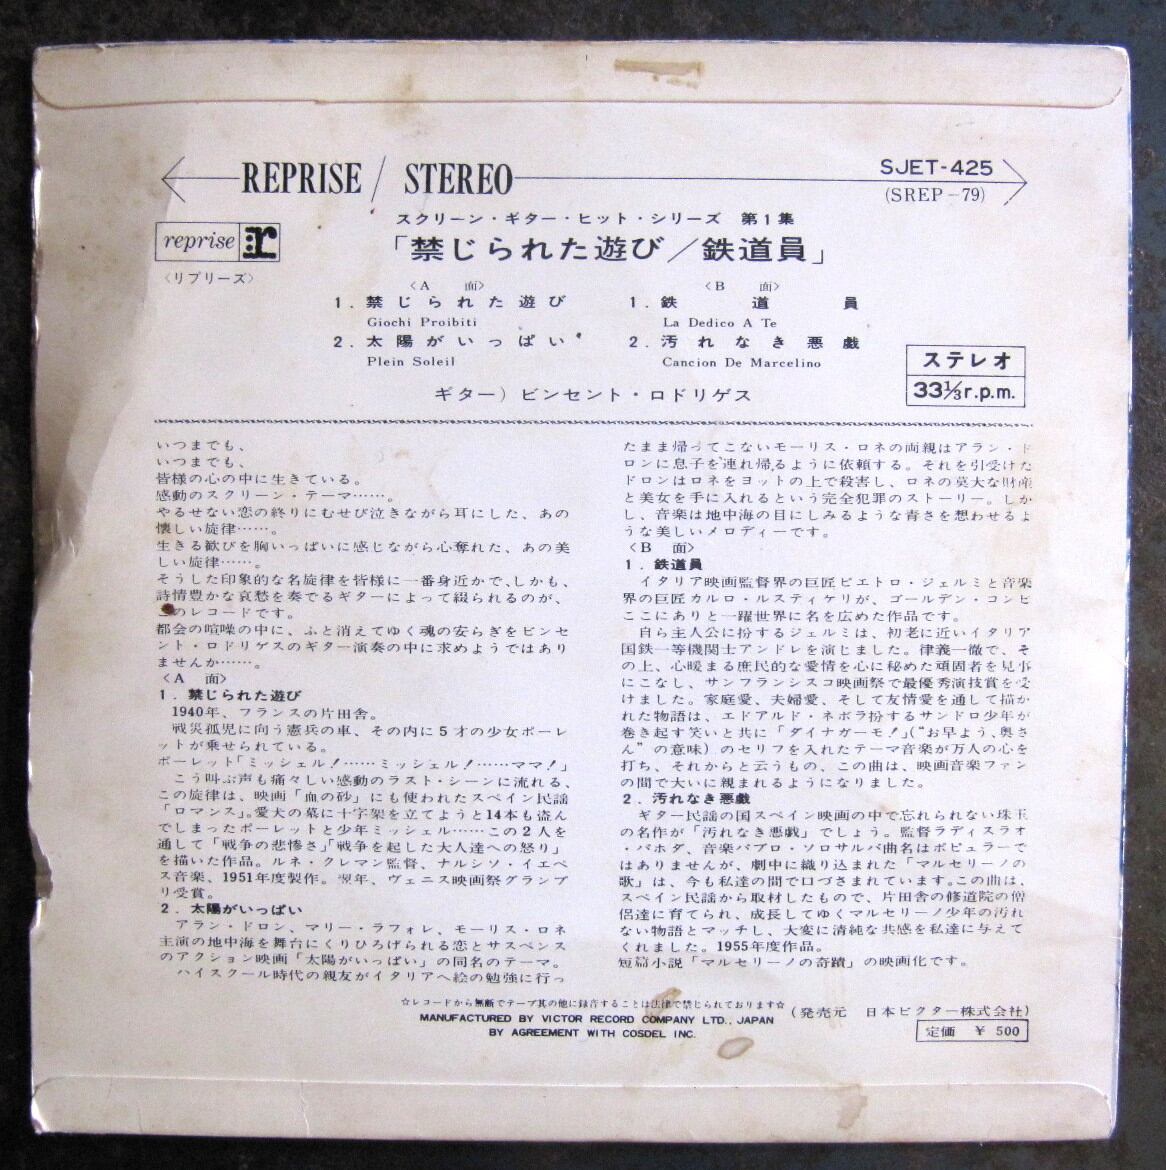 REPRISE / STEREO
SJET-425
(SREP-79)
スクリーン・ギター・ヒット・シリーズ 第1集
reprise r
「禁じられた遊び/鉄道員」
〈リプリーズ〉
〈A 面〉
1. 禁じられた遊び
Giochi Proibiti
2. 太陽がいっぱい
Plein Soleil
〈B 面〉
1. 鉄道員
La Dedico A Te
2. 汚れなき悪戯
Cancion De Marcelino
ステレオ
33⅓r.p.m.
ギター) ビンセント・ロドリゲス
いつまでも、
いつまでも、
皆様の心の中に生きている。
感動のスクリーン・テーマ……。
やるせない恋の終りにむせび泣きながら耳にした、あの
懐しい旋律……。
生きる歓びを胸いっぱいに感じながら心奪れた、あの美
しい旋律……。
そうした印象的な名旋律を皆様に一番身近かで、しかも、
詩情豊かな哀愁を奏でるギターによって綴られるのが、
このレコードです。
都会の喧噪の中に、ふと消えてゆく魂の安らぎをビンセ
ント・ロドリゲスのギター演奏の中に求めようではあり
ませんか……。
〈A 面〉
1. 禁じられた遊び
1940年、フランスの片田舎。
戦災孤児に向う憲兵の車、その内に5才の少女ポーレ
ットが乗せられている。
ポーレット「ミッシェル!……ミッシェル!……ママ!」
こう叫ぶ声も痛々しい感動のラスト・シーンに流れる、
この旋律は、映画「血の砂」にも使われたスペイン民謡
「ロマンス」。愛犬の墓に十字架を立てようと14本も盗ん
でしまったポーレットと少年ミッシェル……この2人を
通して「戦争の悲惨さ」「戦争を起した大人達への怒り」
を描いた作品。ルネ・クレマン監督、ナルシソ・イエペ
ス音楽、1951年度製作。翌年、ヴェニス映画祭グランプ
リ受賞。
2. 太陽がいっぱい
アラン・ドロン、マリー・ラフォレ、モーリス・ロネ
主演の地中海を舞台にくりひろげられる恋とサスペンス
のアクション映画「太陽がいっぱい」の同名のテーマ。
ハイスクール時代の親友がイタリアへ絵の勉強に行っ
たまま帰ってこないモーリス・ロネの両親はアラン・ド
ロンに息子を連れ帰るように依頼する。それを引受けた
ドロンはロネをヨットの上で殺害し、ロネの莫大な財産
と美女を手に入れるという完全犯罪のストーリー。しか
し、音楽は地中海の目にしみるような青さを想わせるよ
うな美しいメロディーです。
〈B 面〉
1. 鉄道員
イタリア映画監督界の巨匠ピエトロ・ジェルミと音楽
界の巨匠カルロ・ルスティケリが、ゴールデン・コンビ
ここにありと一躍世界に名を広めた作品です。
自ら主人公に扮するジェルミは、初老に近いイタリア
国鉄一等機関士アンドレを演じました。律義一徹で、そ
の上、心暖まる庶民的な愛情を心に秘めた頑固者を見事
にこなし、サンフランシスコ映画祭で最優秀演技賞を受
けました。家庭愛、夫婦愛、そして友情愛を通して描か
れた物語は、エドアルド・ネボラ扮するサンドロ少年が
巻き起す笑いと共に「ダイナガーモ!」(“お早よう、奥さ
ん”の意味)のセリフを入れたテーマ音楽が万人の心を
打ち、それからと云うもの、この曲は、映画音楽ファン
の間で大いに親まれるようになりました。
2. 汚れなき悪戯
ギター民謡の国スペイン映画の中で忘れられない珠玉
の名作が「汚れなき悪戯」でしょう。監督ラディスラオ
・バホダ、音楽パブロ・ソロサルバ曲名はポピュラーで
はありませんが、劇中に織り込まれた「マルセリーノの
歌」は、今も私達の間で口づさまれています。この曲は、
スペイン民謡から取材したもので、片田舎の修道院の僧
侶達に育てられ、成長してゆくマルセリーノ少年の汚れ
ない物語とマッチし、大変に清純な共感を私達に与えて
くれました。1955年度作品。
短篇小説「マルセリーノの奇蹟」の映画化です。
☆レコードから無断でテープ其の他に録音することは法律で禁じられております☆
MANUFACTURED BY VICTOR RECORD COMPANY LTD., JAPAN
BY AGREEMENT WITH COSDEL INC.
(発売元 日本ビクター株式会社)
定価 ¥ 500